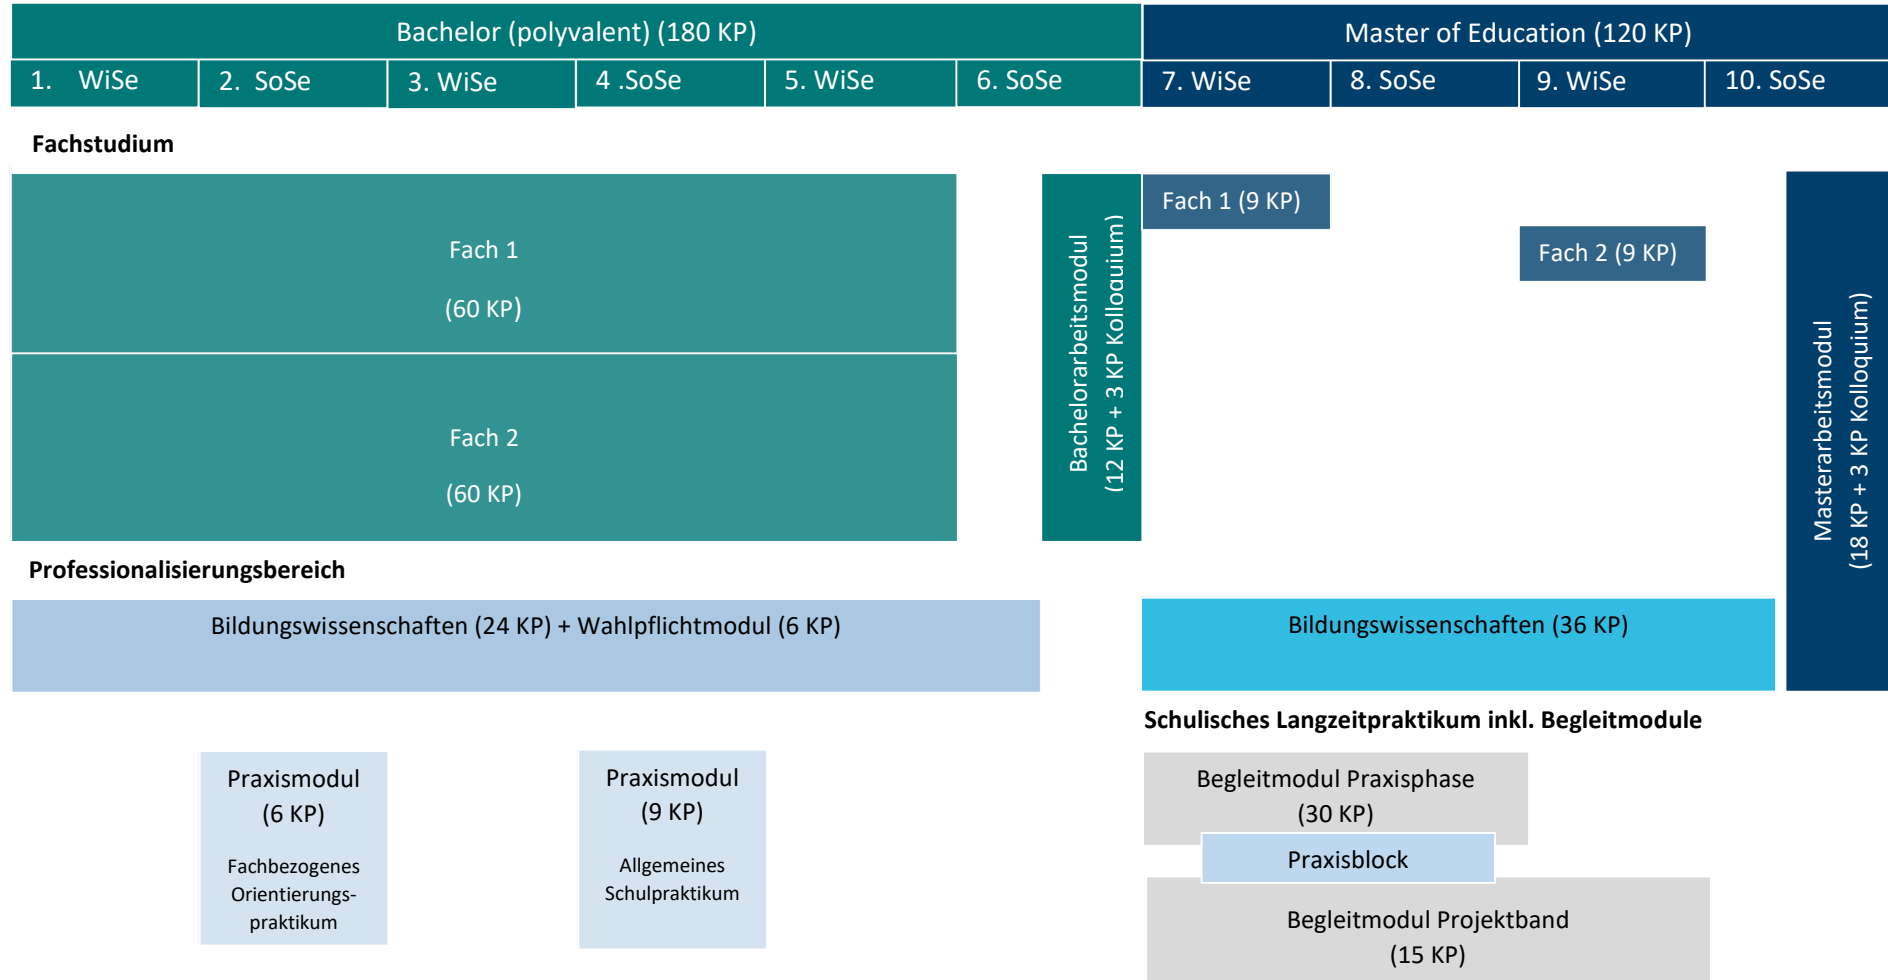 Bachelor (polyvalent) (180 KP)
Master of Education (120 KP)
1. WiSe
2. SoSe
3. WiSe
4 .SoSe
5. WiSe
6. SoSe
7. WiSe
8. SoSe
9. WiSe
10. SoSe
Fachstudium
Fach 1
(60 KP)
Fach 2
(60 KP)
Bachelorarbeitsmodul
(12 KP + 3 KP Kolloquium)
Fach 1 (9 KP)
Fach 2 (9 KP)
Masterarbeitsmodul
(18 KP + 3 KP Kolloquium)
Professionalisierungsbereich
Bildungswissenschaften (24 KP) + Wahlpflichtmodul (6 KP)
Bildungswissenschaften (36 KP)
Schulisches Langzeitpraktikum inkl. Begleitmodule
Praxismodul
(6 KP)
Fachbezogenes
Orientierungs-
praktikum
Praxismodul
(9 KP)
Allgemeines
Schulpraktikum
Begleitmodul Praxisphase
(30 KP)
Praxisblock
Begleitmodul Projektband
(15 KP)